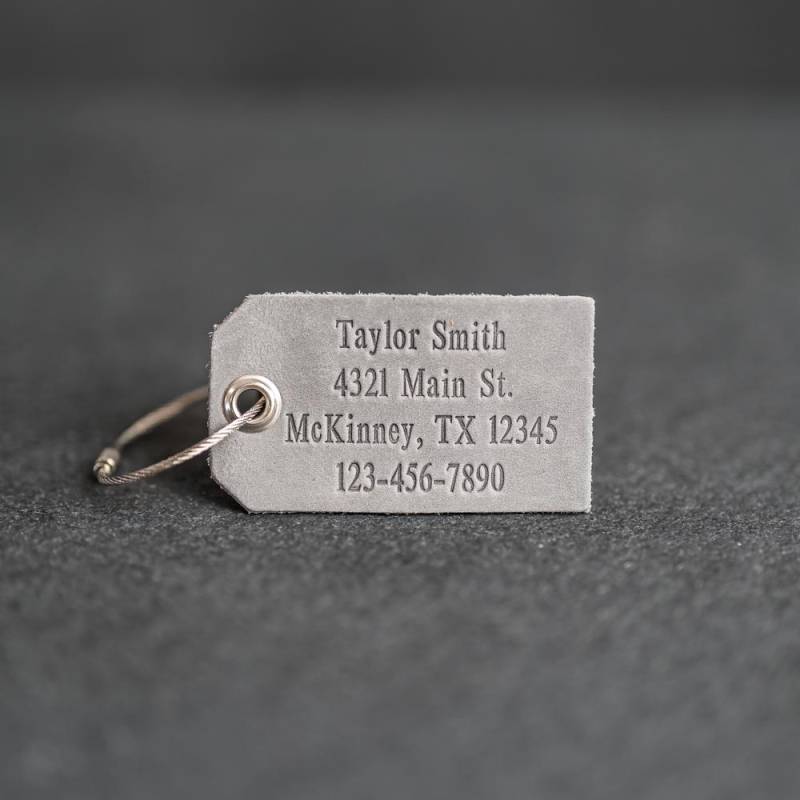 Taylor Smith
4321 Main St.
McKinney, TX 12345
123-456-7890